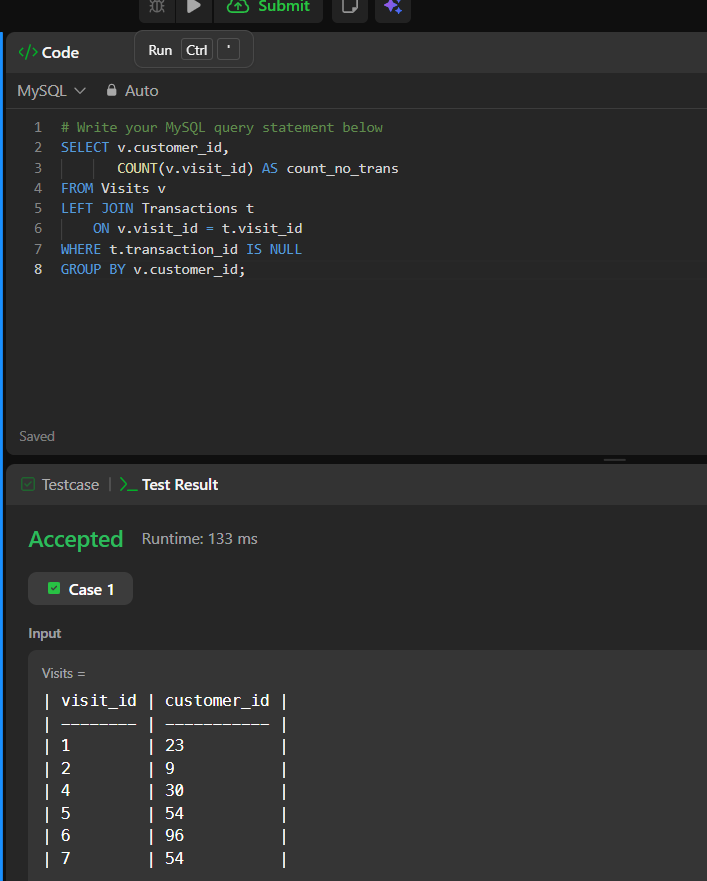 Submit
</> Code
Run Ctrl '
MySQL Auto
1 # Write your MySQL query statement below
2 SELECT v.customer_id,
3 COUNT(v.visit_id) AS count_no_trans
4 FROM Visits v
5 LEFT JOIN Transactions t
6 ON v.visit_id = t.visit_id
7 WHERE t.transaction_id IS NULL
8 GROUP BY v.customer_id;
Saved
Testcase | >_ Test Result
Accepted Runtime: 133 ms
Case 1
Input
Visits =
| visit_id | customer_id |
| -------- | ----------- |
| 1 | 23 |
| 2 | 9 |
| 4 | 30 |
| 5 | 54 |
| 6 | 96 |
| 7 | 54 |